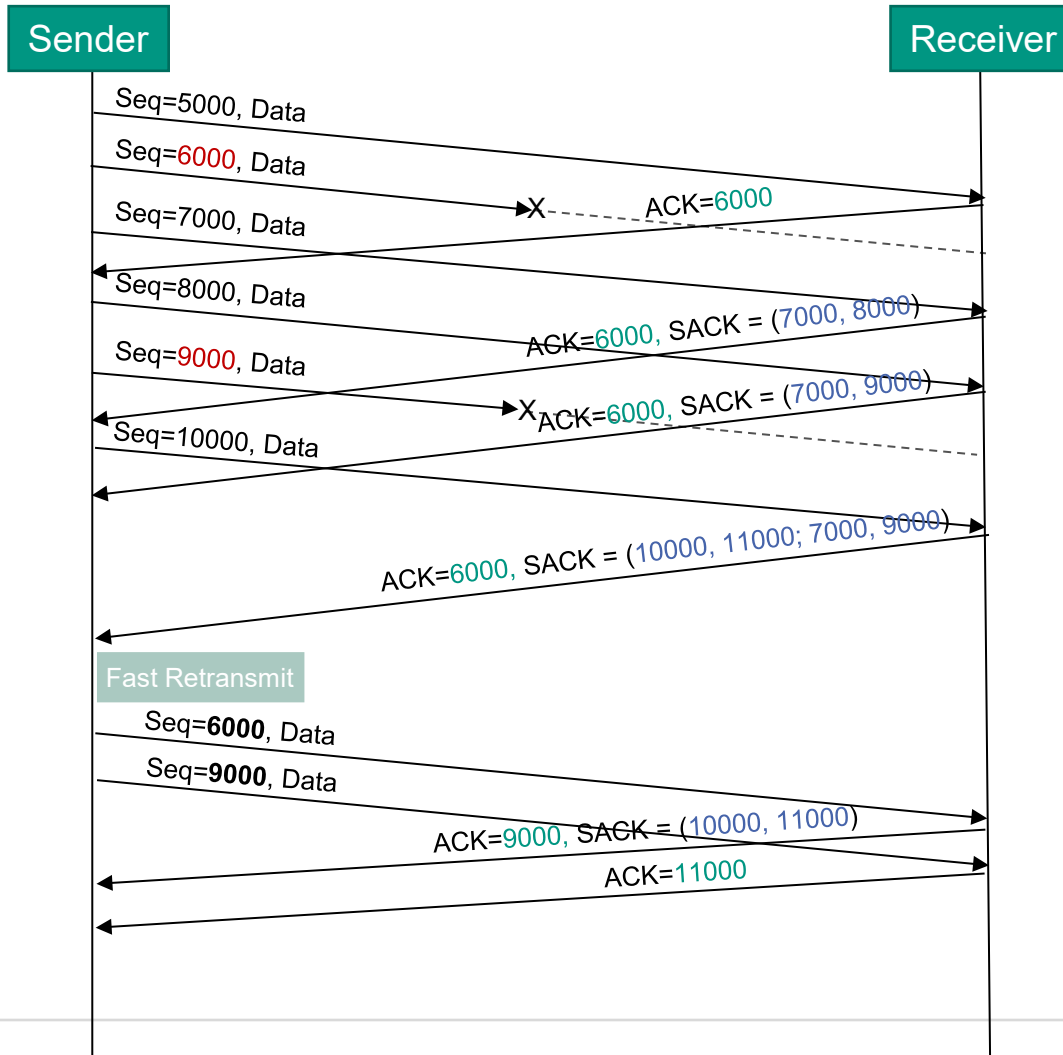 Sender
Receiver
Seq=5000, Data
Seq=6000, Data
X
ACK=6000
Seq=7000, Data
Seq=8000, Data
ACK=6000, SACK = (7000, 8000)
Seq=9000, Data
X
ACK=6000, SACK = (7000, 9000)
Seq=10000, Data
ACK=6000, SACK = (10000, 11000; 7000, 9000)
Fast Retransmit
Seq=6000, Data
Seq=9000, Data
ACK=9000, SACK = (10000, 11000)
ACK=11000